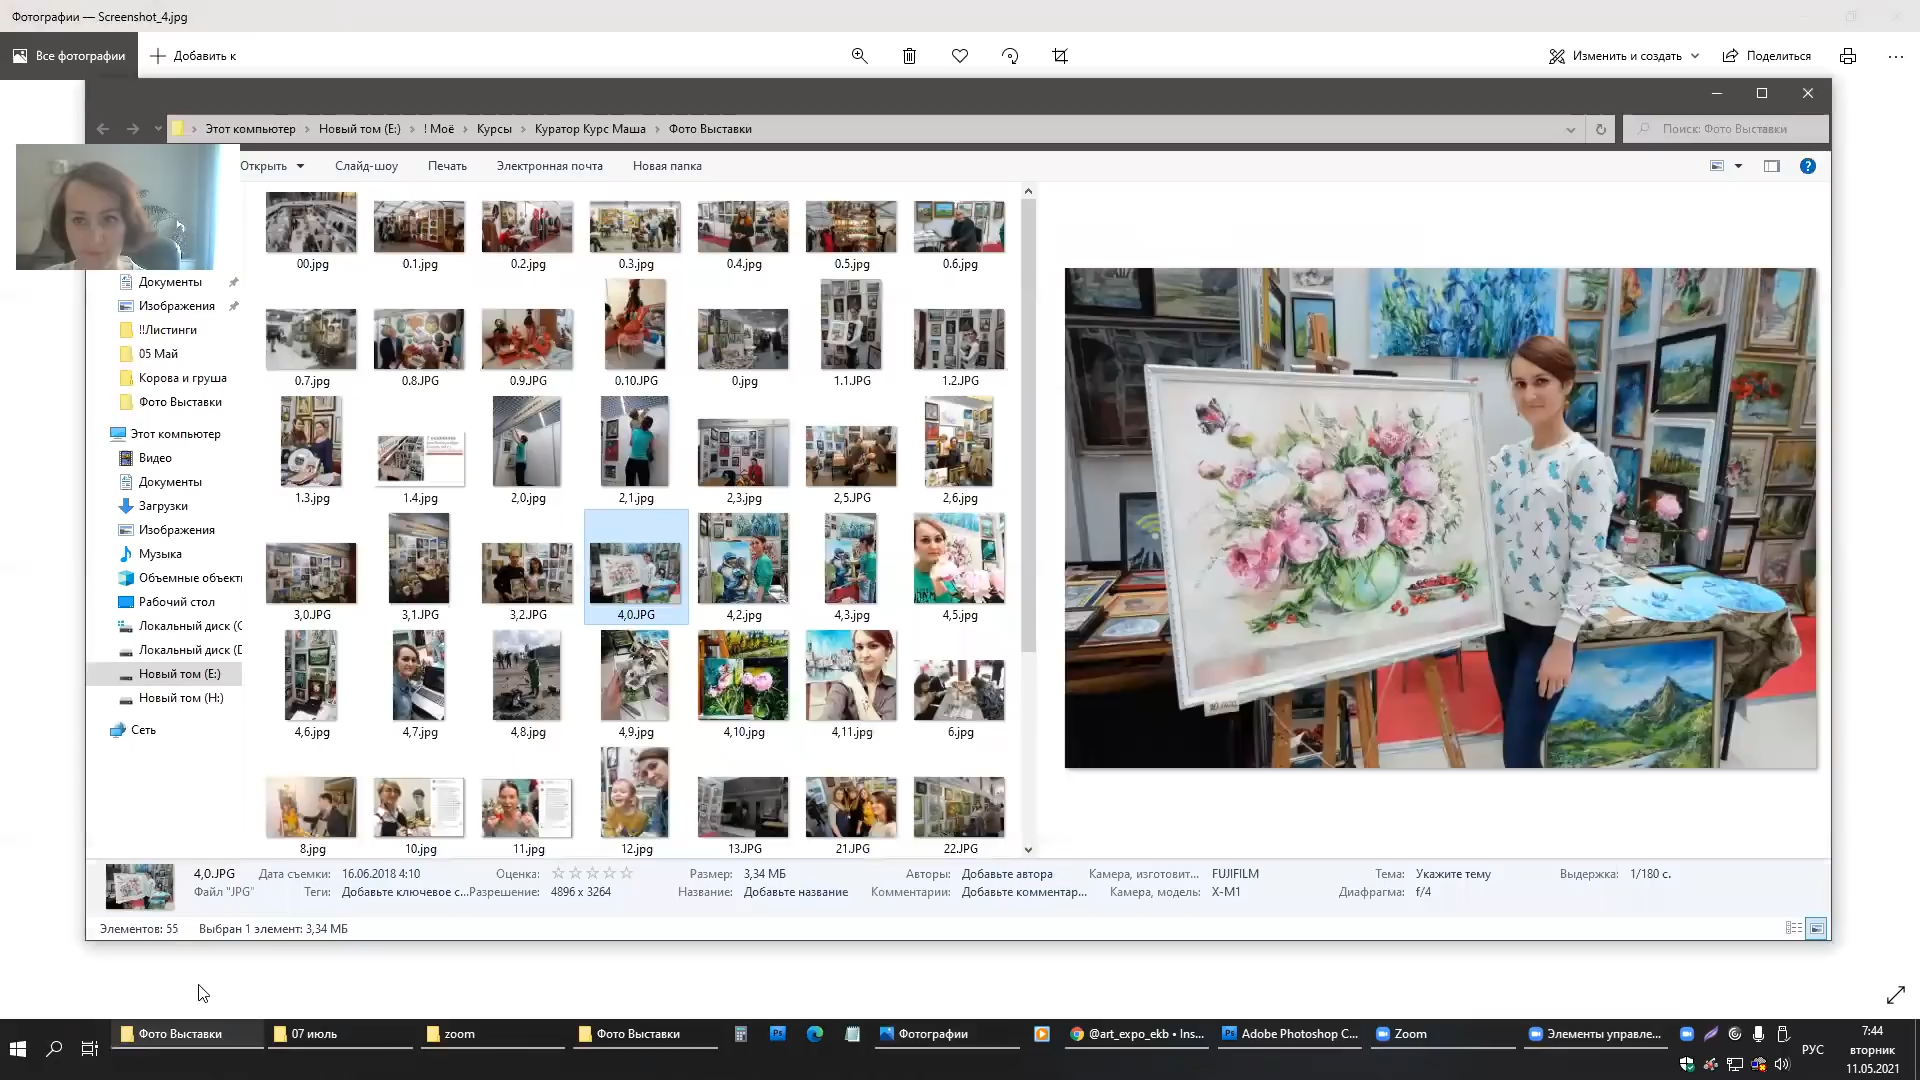 Фотографии — Screenshot_4.jpg
Все фотографии
Добавить к
Изменить и создать
Поделиться
Этот компьютер › Новый том (E:) › ! Моё › Курсы › Куратор Курс Маша › Фото Выставки
Поиск: Фото Выставки
Открыть Слайд-шоу Печать Электронная почта Новая папка
Документы
Изображения
!!Листинги
05 Май
Корова и груша
Фото Выставки
Этот компьютер
Видео
Документы
Загрузки
Изображения
Музыка
Объемные объект
Рабочий стол
Локальный диск (С
Локальный диск (D
Новый том (E:)
Новый том (H:)
Сеть
00.jpg 0.1.jpg 0.2.jpg 0.3.jpg 0.4.jpg 0.5.jpg 0.6.jpg
0.7.jpg 0.8.JPG 0.9.JPG 0.10.JPG 0.jpg 1.1.JPG 1.2.JPG
1.3.jpg 1.4.jpg 2,0.jpg 2,1.jpg 2,3.jpg 2,5.JPG 2,6.jpg
3,0.JPG 3,1.JPG 3,2.JPG 4,0.JPG 4,2.jpg 4,3.jpg 4,5.jpg
4,6.jpg 4,7.jpg 4,8.jpg 4,9.jpg 4,10.jpg 4,11.jpg 6.jpg
8.jpg 10.jpg 11.jpg 12.jpg 13.JPG 21.JPG 22.JPG
4,0.JPG Дата съемки: 16.06.2018 4:10 Оценка: Размер: 3,34 МБ Авторы: Добавьте автора Камера, изготовит... FUJIFILM Тема: Укажите тему Выдержка: 1/180 с.
Файл "JPG" Теги: Добавьте ключевое с... Разрешение: 4896 x 3264 Название: Добавьте название Комментарии: Добавьте комментар... Камера, модель: X-M1 Диафрагма: f/4
Элементов: 55 Выбран 1 элемент: 3,34 МБ
Фото Выставки
07 июль
zoom
Фото Выставки
Ps
Фотографии
@art_expo_ekb • Ins...
Ps
Adobe Photoshop C...
Zoom
Элементы управле...
РУС
7:44
вторник
11.05.2021